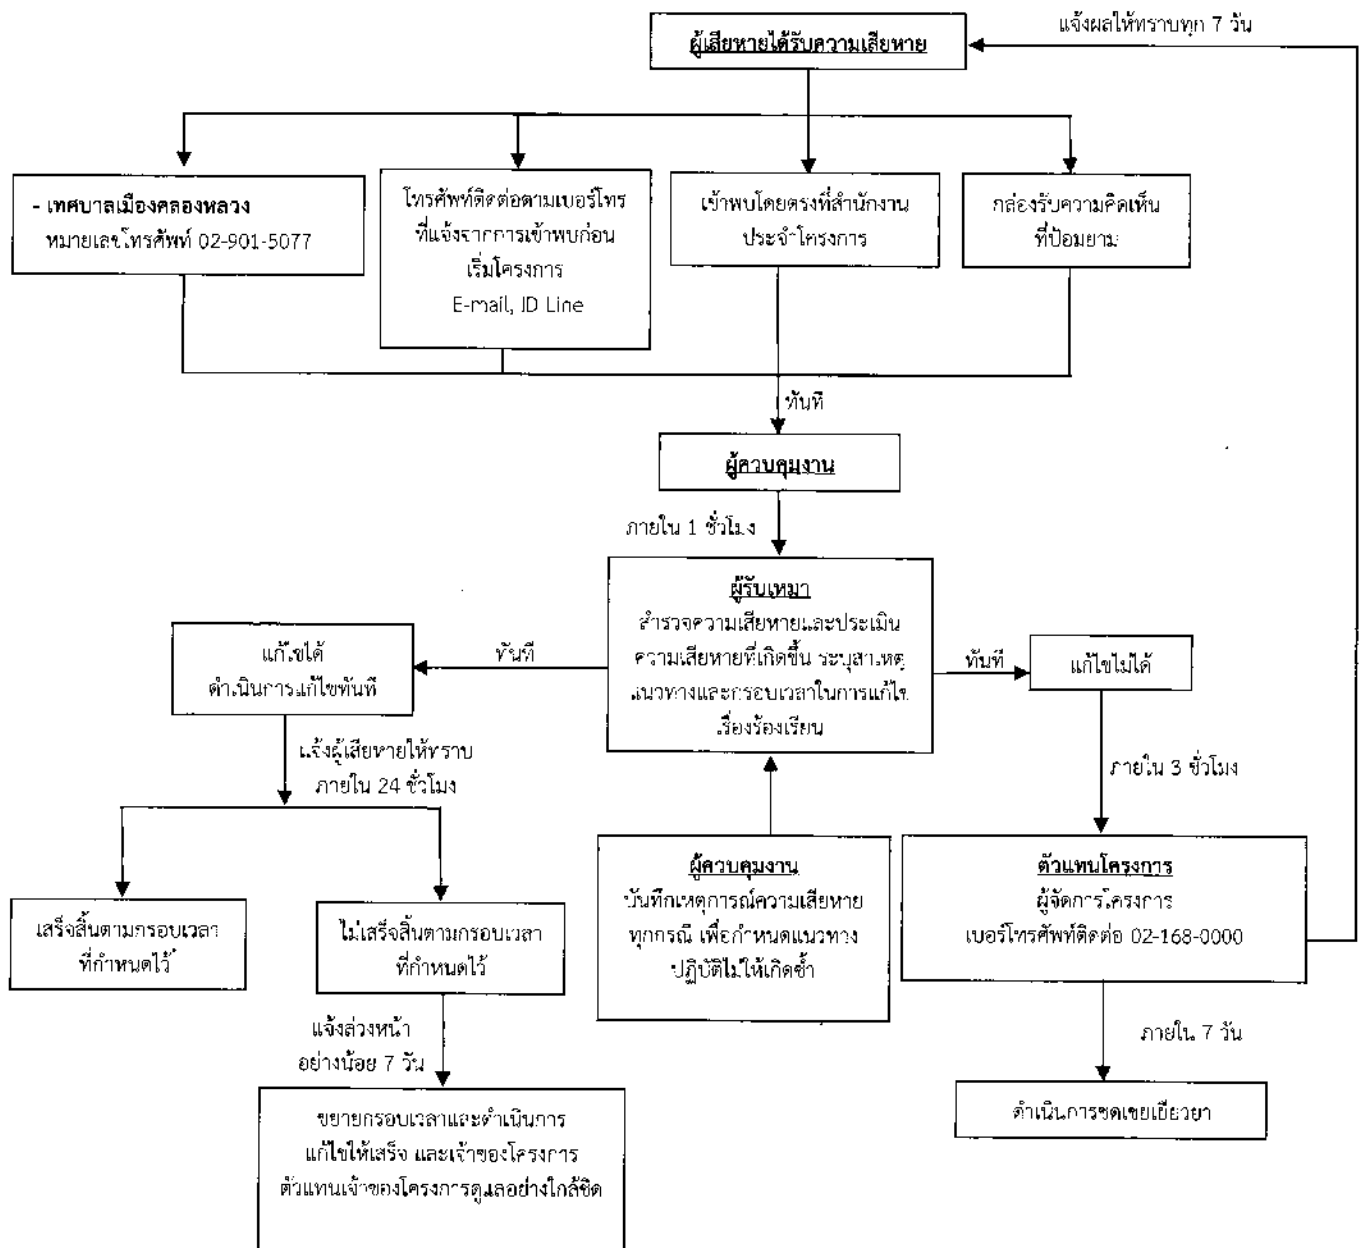 แจ้งผลให้ทราบทุก 7 วัน
ผู้เสียหายได้รับความเสียหาย
- เทศบาลเมืองคลองหลวง
หมายเลขโทรศัพท์ 02-901-5077
โทรศัพท์ติดต่อตามเบอร์โทร
ที่แจ้งจากการเข้าพบก่อน
เริ่มโครงการ
E-mail, ID Line
เข้าพบโดยตรงที่สำนักงาน
ประจำโครงการ
กล่องรับความคิดเห็น
ที่ป้อมยาม
ทันที
ผู้ควบคุมงาน
ภายใน 1 ชั่วโมง
ผู้รับเหมา
สำรวจความเสียหายและประเมิน
ความเสียหายที่เกิดขึ้น ระบุสาเหตุ
แนวทางและกรอบเวลาในการแก้ไข
เรื่องร้องเรียน
ทันที
แก้ไขได้
ดำเนินการแก้ไขทันที
ทันที
แก้ไขไม่ได้
แจ้งผู้เสียหายให้ทราบ
ภายใน 24 ชั่วโมง
ภายใน 3 ชั่วโมง
เสร็จสิ้นตามกรอบเวลา
ที่กำหนดไว้
ไม่เสร็จสิ้นตามกรอบเวลา
ที่กำหนดไว้
ผู้ควบคุมงาน
บันทึกเหตุการณ์ความเสียหาย
ทุกกรณี เพื่อกำหนดแนวทาง
ปฏิบัติไม่ให้เกิดซ้ำ
ตัวแทนโครงการ
ผู้จัดการโครงการ
เบอร์โทรศัพท์ติดต่อ 02-168-0000
แจ้งล่วงหน้า
อย่างน้อย 7 วัน
ภายใน 7 วัน
ขยายกรอบเวลาและดำเนินการ
แก้ไขให้เสร็จ และเจ้าของโครงการ
ตัวแทนเจ้าของโครงการดูแลอย่างใกล้ชิด
ดำเนินการชดเชยเยียวยา